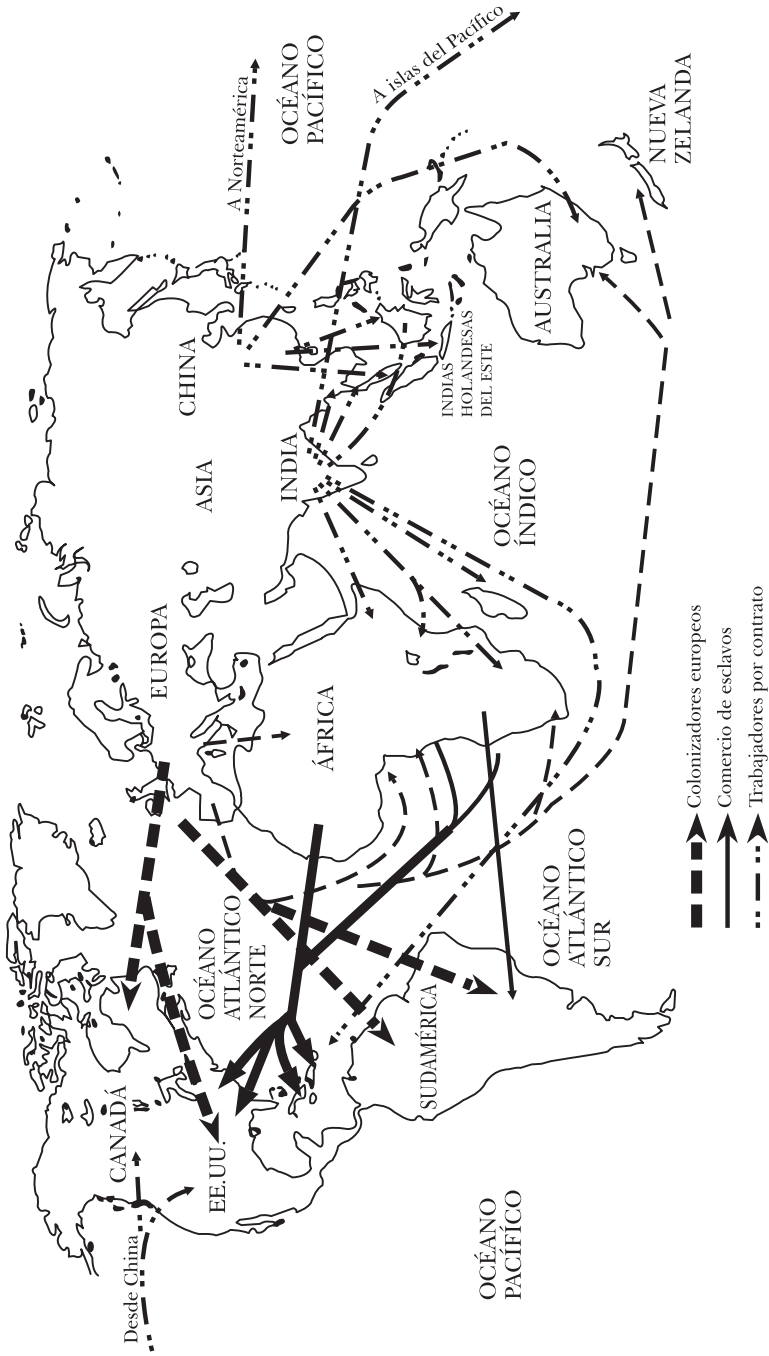 Desde China
CANADÁ
EE.UU.
OCÉANO
PACÍFÍCO
SUDAMÉRICA
OCÉANO
ATLÁNTICO
NORTE
OCÉANO
ATLÁNTICO
SUR
EUROPA
ÁFRICA
ASIA
CHINA
INDIA
OCÉANO
ÍNDICO
INDIAS
HOLANDESAS
DEL ESTE
AUSTRALIA
NUEVA
ZELANDA
A Norteamérica
OCÉANO
PACÍFICO
A islas del Pacífico
Colonizadores europeos
Comercio de esclavos
Trabajadores por contrato